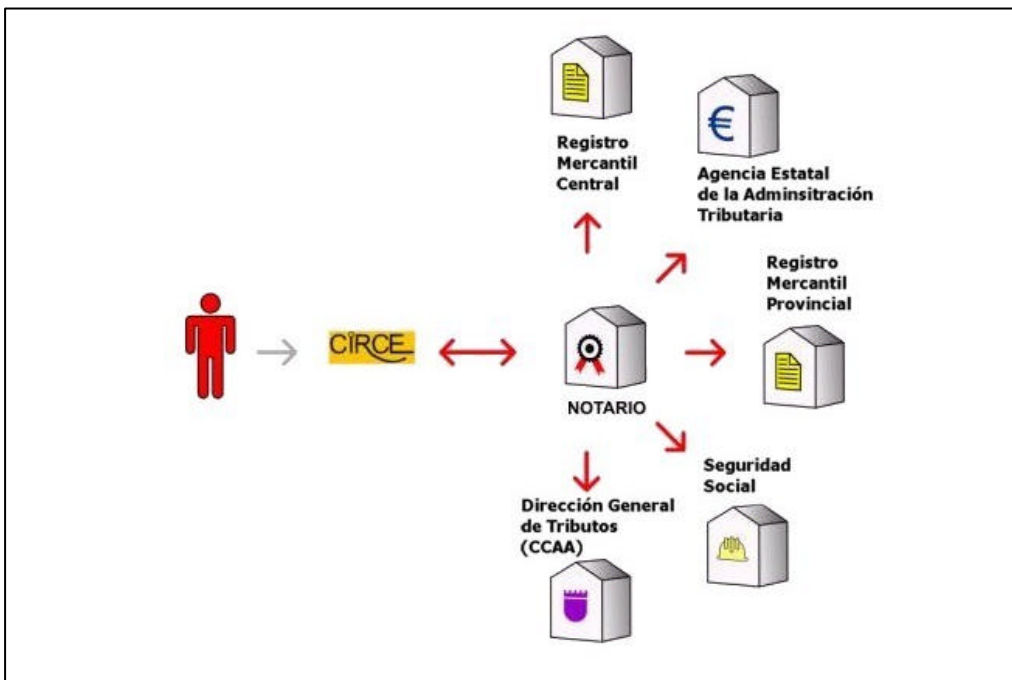 Registro
Mercantil
Central
€
Agencia Estatal
de la Adminsitración
Tributaria
Registro
Mercantil
Provincial
CIRCE
NOTARIO
Seguridad
Social
Dirección General
de Tributos
(CCAA)